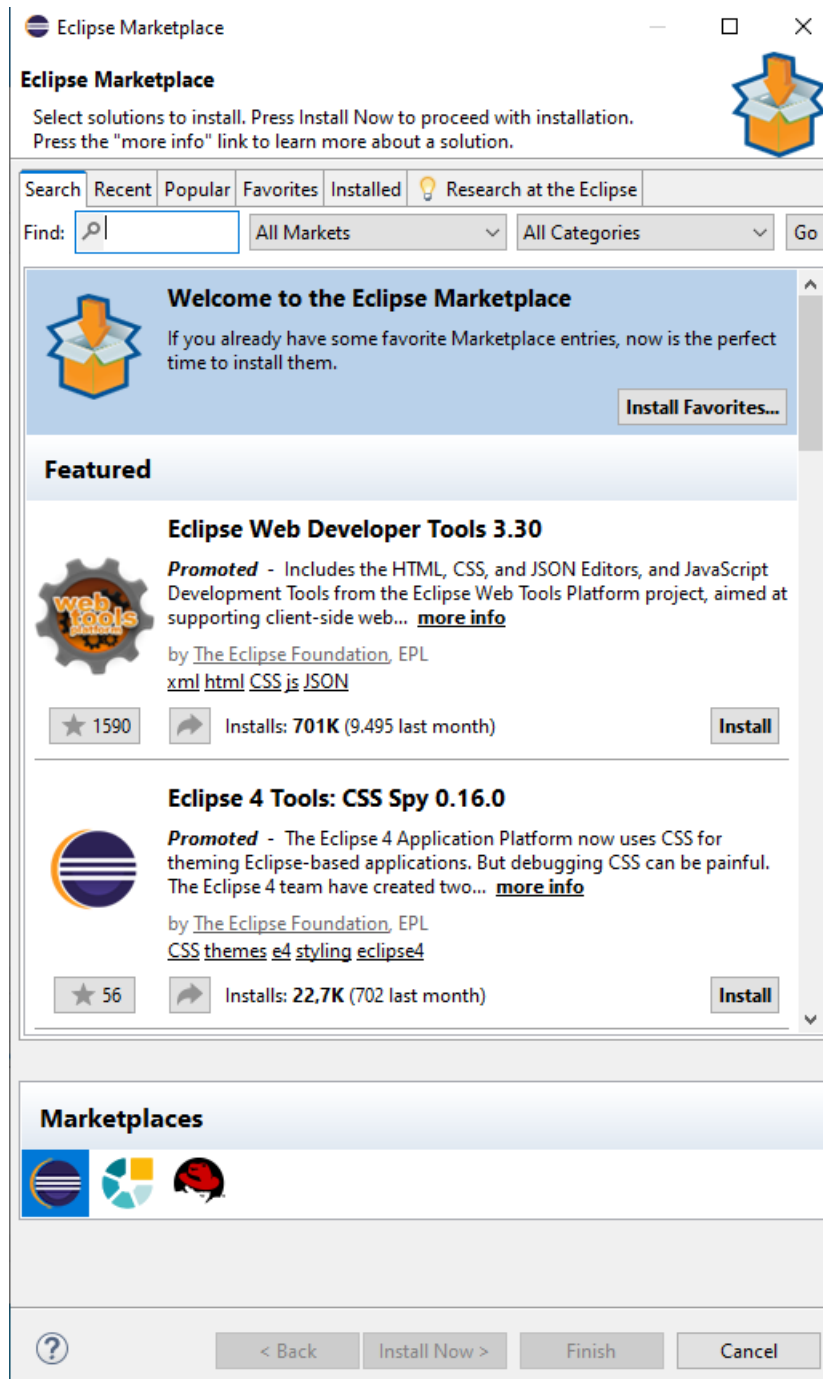 Eclipse Marketplace
Eclipse Marketplace
Select solutions to install. Press Install Now to proceed with installation.
Press the "more info" link to learn more about a solution.
Search Recent Popular Favorites Installed Research at the Eclipse
Find: All Markets All Categories Go
Welcome to the Eclipse Marketplace
If you already have some favorite Marketplace entries, now is the perfect
time to install them.
Install Favorites...
Featured
Eclipse Web Developer Tools 3.30
Promoted - Includes the HTML, CSS, and JSON Editors, and JavaScript
Development Tools from the Eclipse Web Tools Platform project, aimed at
supporting client-side web... more info
web
tools
platform
by The Eclipse Foundation, EPL
xml html CSS js JSON
1590 Installs: 701K (9.495 last month) Install
Eclipse 4 Tools: CSS Spy 0.16.0
Promoted - The Eclipse 4 Application Platform now uses CSS for
theming Eclipse-based applications. But debugging CSS can be painful.
The Eclipse 4 team have created two... more info
by The Eclipse Foundation, EPL
CSS themes e4 styling eclipse4
56 Installs: 22,7K (702 last month) Install
Marketplaces
? < Back Install Now > Finish Cancel